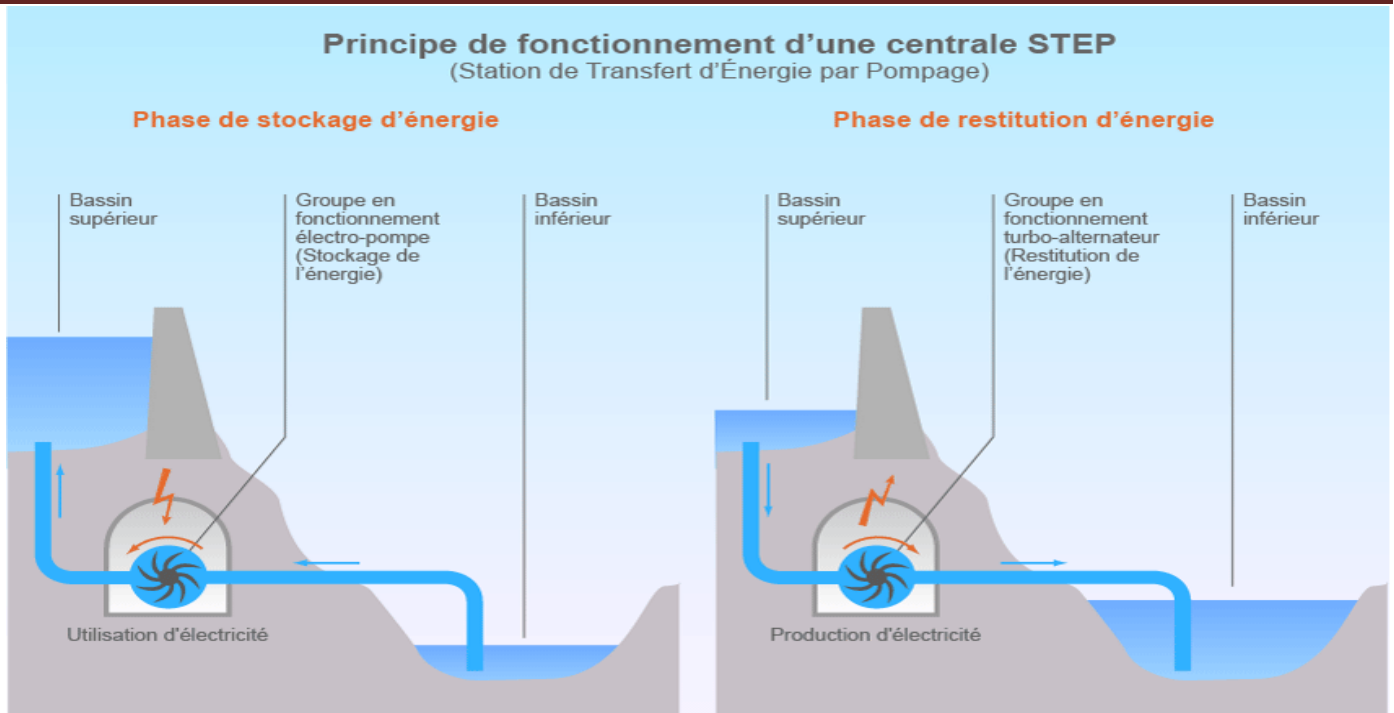 Principe de fonctionnement d'une centrale STEP
(Station de Transfert d'Énergie par Pompage)
Phase de stockage d'énergie
Phase de restitution d'énergie
Bassin
supérieur
Groupe en
fonctionnement
électro-pompe
(Stockage de
l'énergie)
Bassin
inférieur
Bassin
supérieur
Groupe en
fonctionnement
turbo-alternateur
(Restitution de
l'énergie)
Bassin
inférieur
Utilisation d'électricité
Production d'électricité